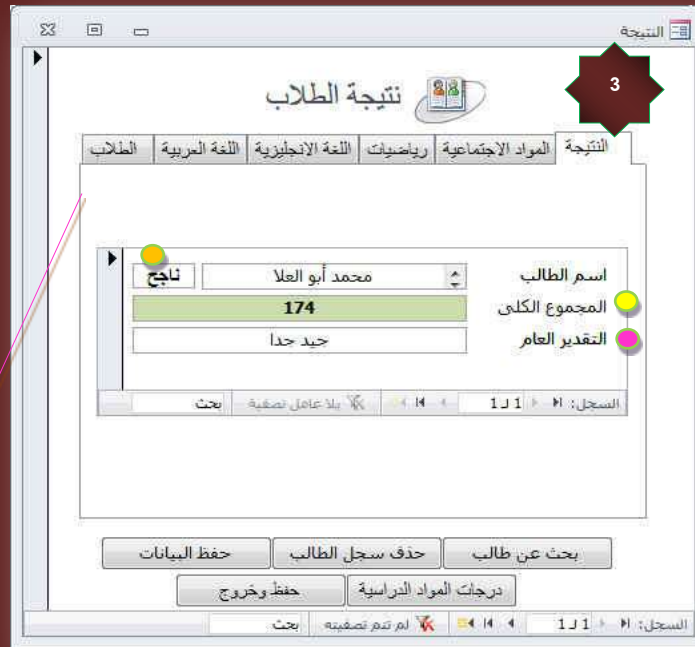 النتيجة
3
نتيجة الطلاب
النتيجة المواد الاجتماعية رياضيات اللغة الانجليزية اللغة العربية الطلاب
اسم الطالب محمد أبو العلا ناجح
المجموع الكلى 174
التقدير العام جيد جدا
السجل: 1 لـ 1 بلا عامل تصفية بحث
بحث عن طالب حذف سجل الطالب حفظ البيانات
درجات المواد الدراسية حفظ وخروج
السجل: 1 لـ 1 لم تتم تصفيته بحث